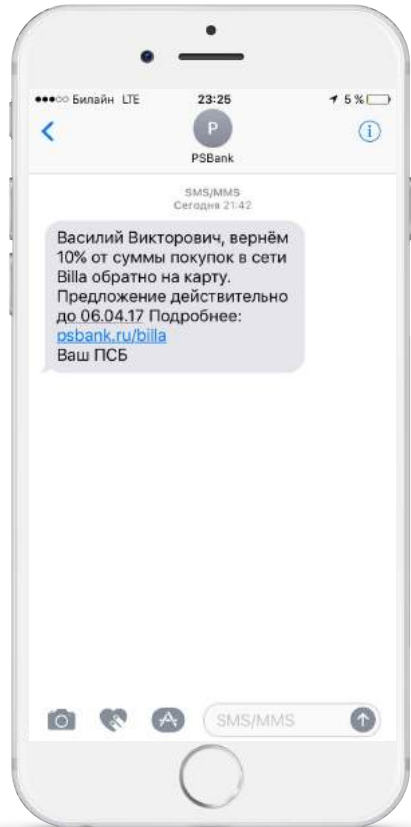 Билайн LTE 23:25 5 %
P
PSBank
SMS/MMS
Сегодня 21:42
Василий Викторович, вернём
10% от суммы покупок в сети
Billa обратно на карту.
Предложение действительно
до 06.04.17 Подробнее:
psbank.ru/billa
Ваш ПСБ
SMS/MMS